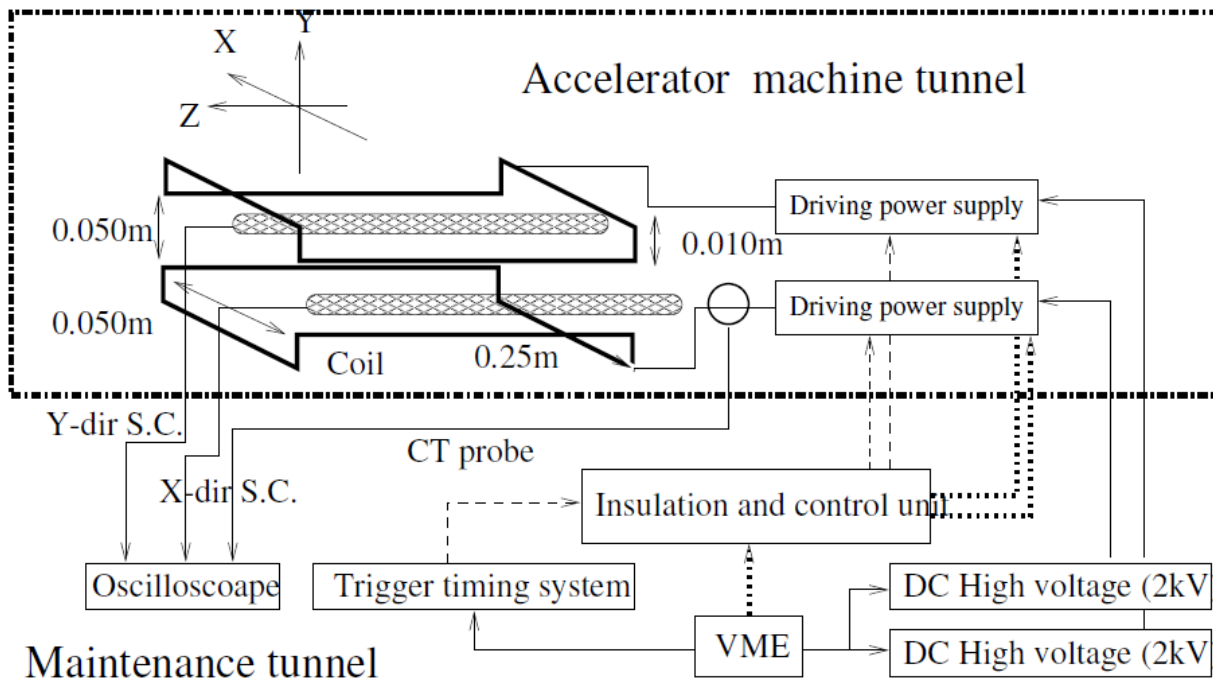 Y
X
Accelerator machine tunnel
Z
Driving power supply
0.050m
0.010m
Driving power supply
0.050m
0.25m
Coil
Y-dir S.C.
CT probe
X-dir S.C.
Insulation and control unit
Oscilloscoape
Trigger timing system
DC High voltage (2kV)
VME
DC High voltage (2kV)
Maintenance tunnel